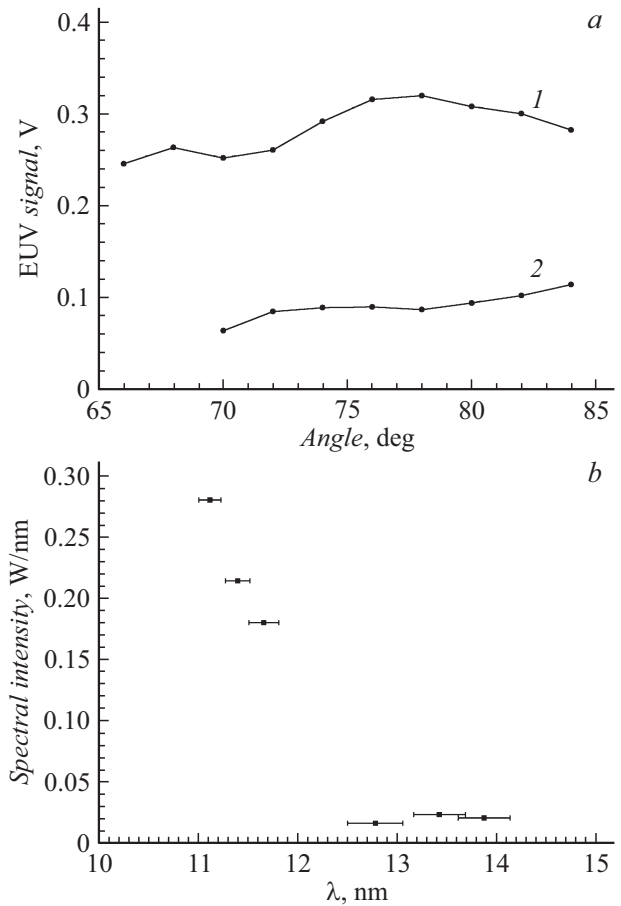 a
0.4
0.3
0.2
0.1
0
EUV signal, V
1
2
65 70 75 80 85
Angle, deg
b
0.30
0.25
0.20
0.15
0.10
0.05
0
Spectral intensity, W/nm
10 11 12 13 14 15
λ, nm